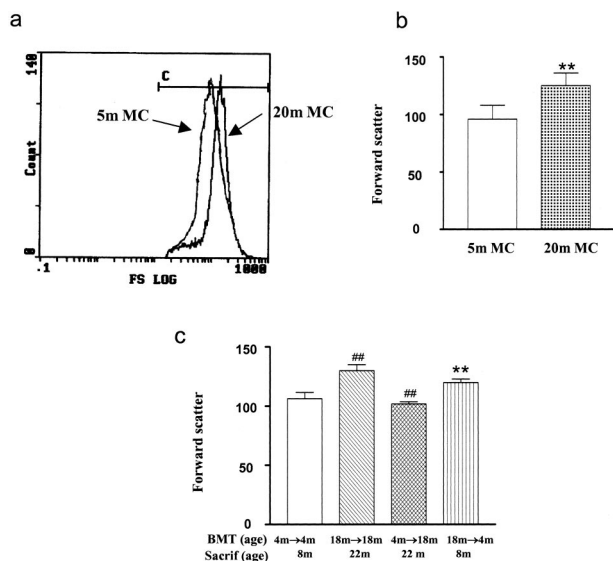 a
140
C
5m MC
20m MC
Count
0
.1
1000
FS LOG
b
150
**
100
Forward scatter
50
0
5m MC
20m MC
c
150
##
##
**
100
Forward scatter
50
0
BMT (age) 4m→4m 18m→18m 4m→18m 18m→4m
Sacrif (age) 8m 22m 22 m 8m